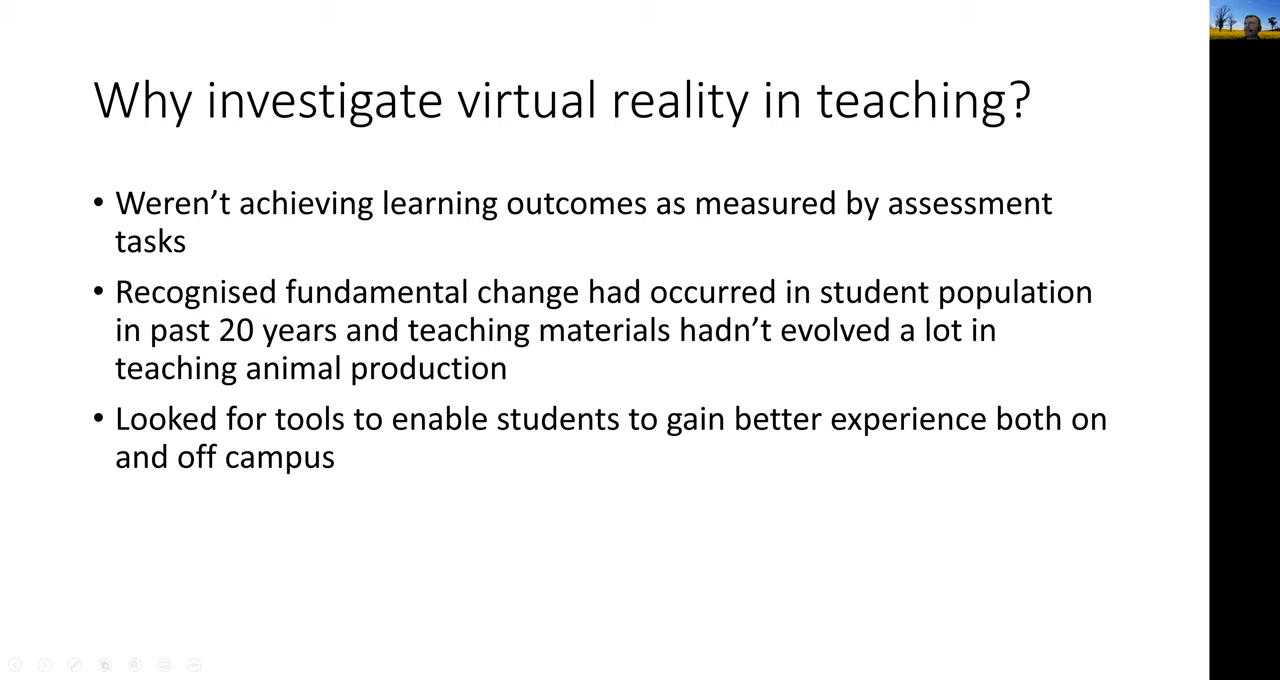 Why investigate virtual reality in teaching?
• Weren’t achieving learning outcomes as measured by assessment
tasks
• Recognised fundamental change had occurred in student population
in past 20 years and teaching materials hadn’t evolved a lot in
teaching animal production
• Looked for tools to enable students to gain better experience both on
and off campus